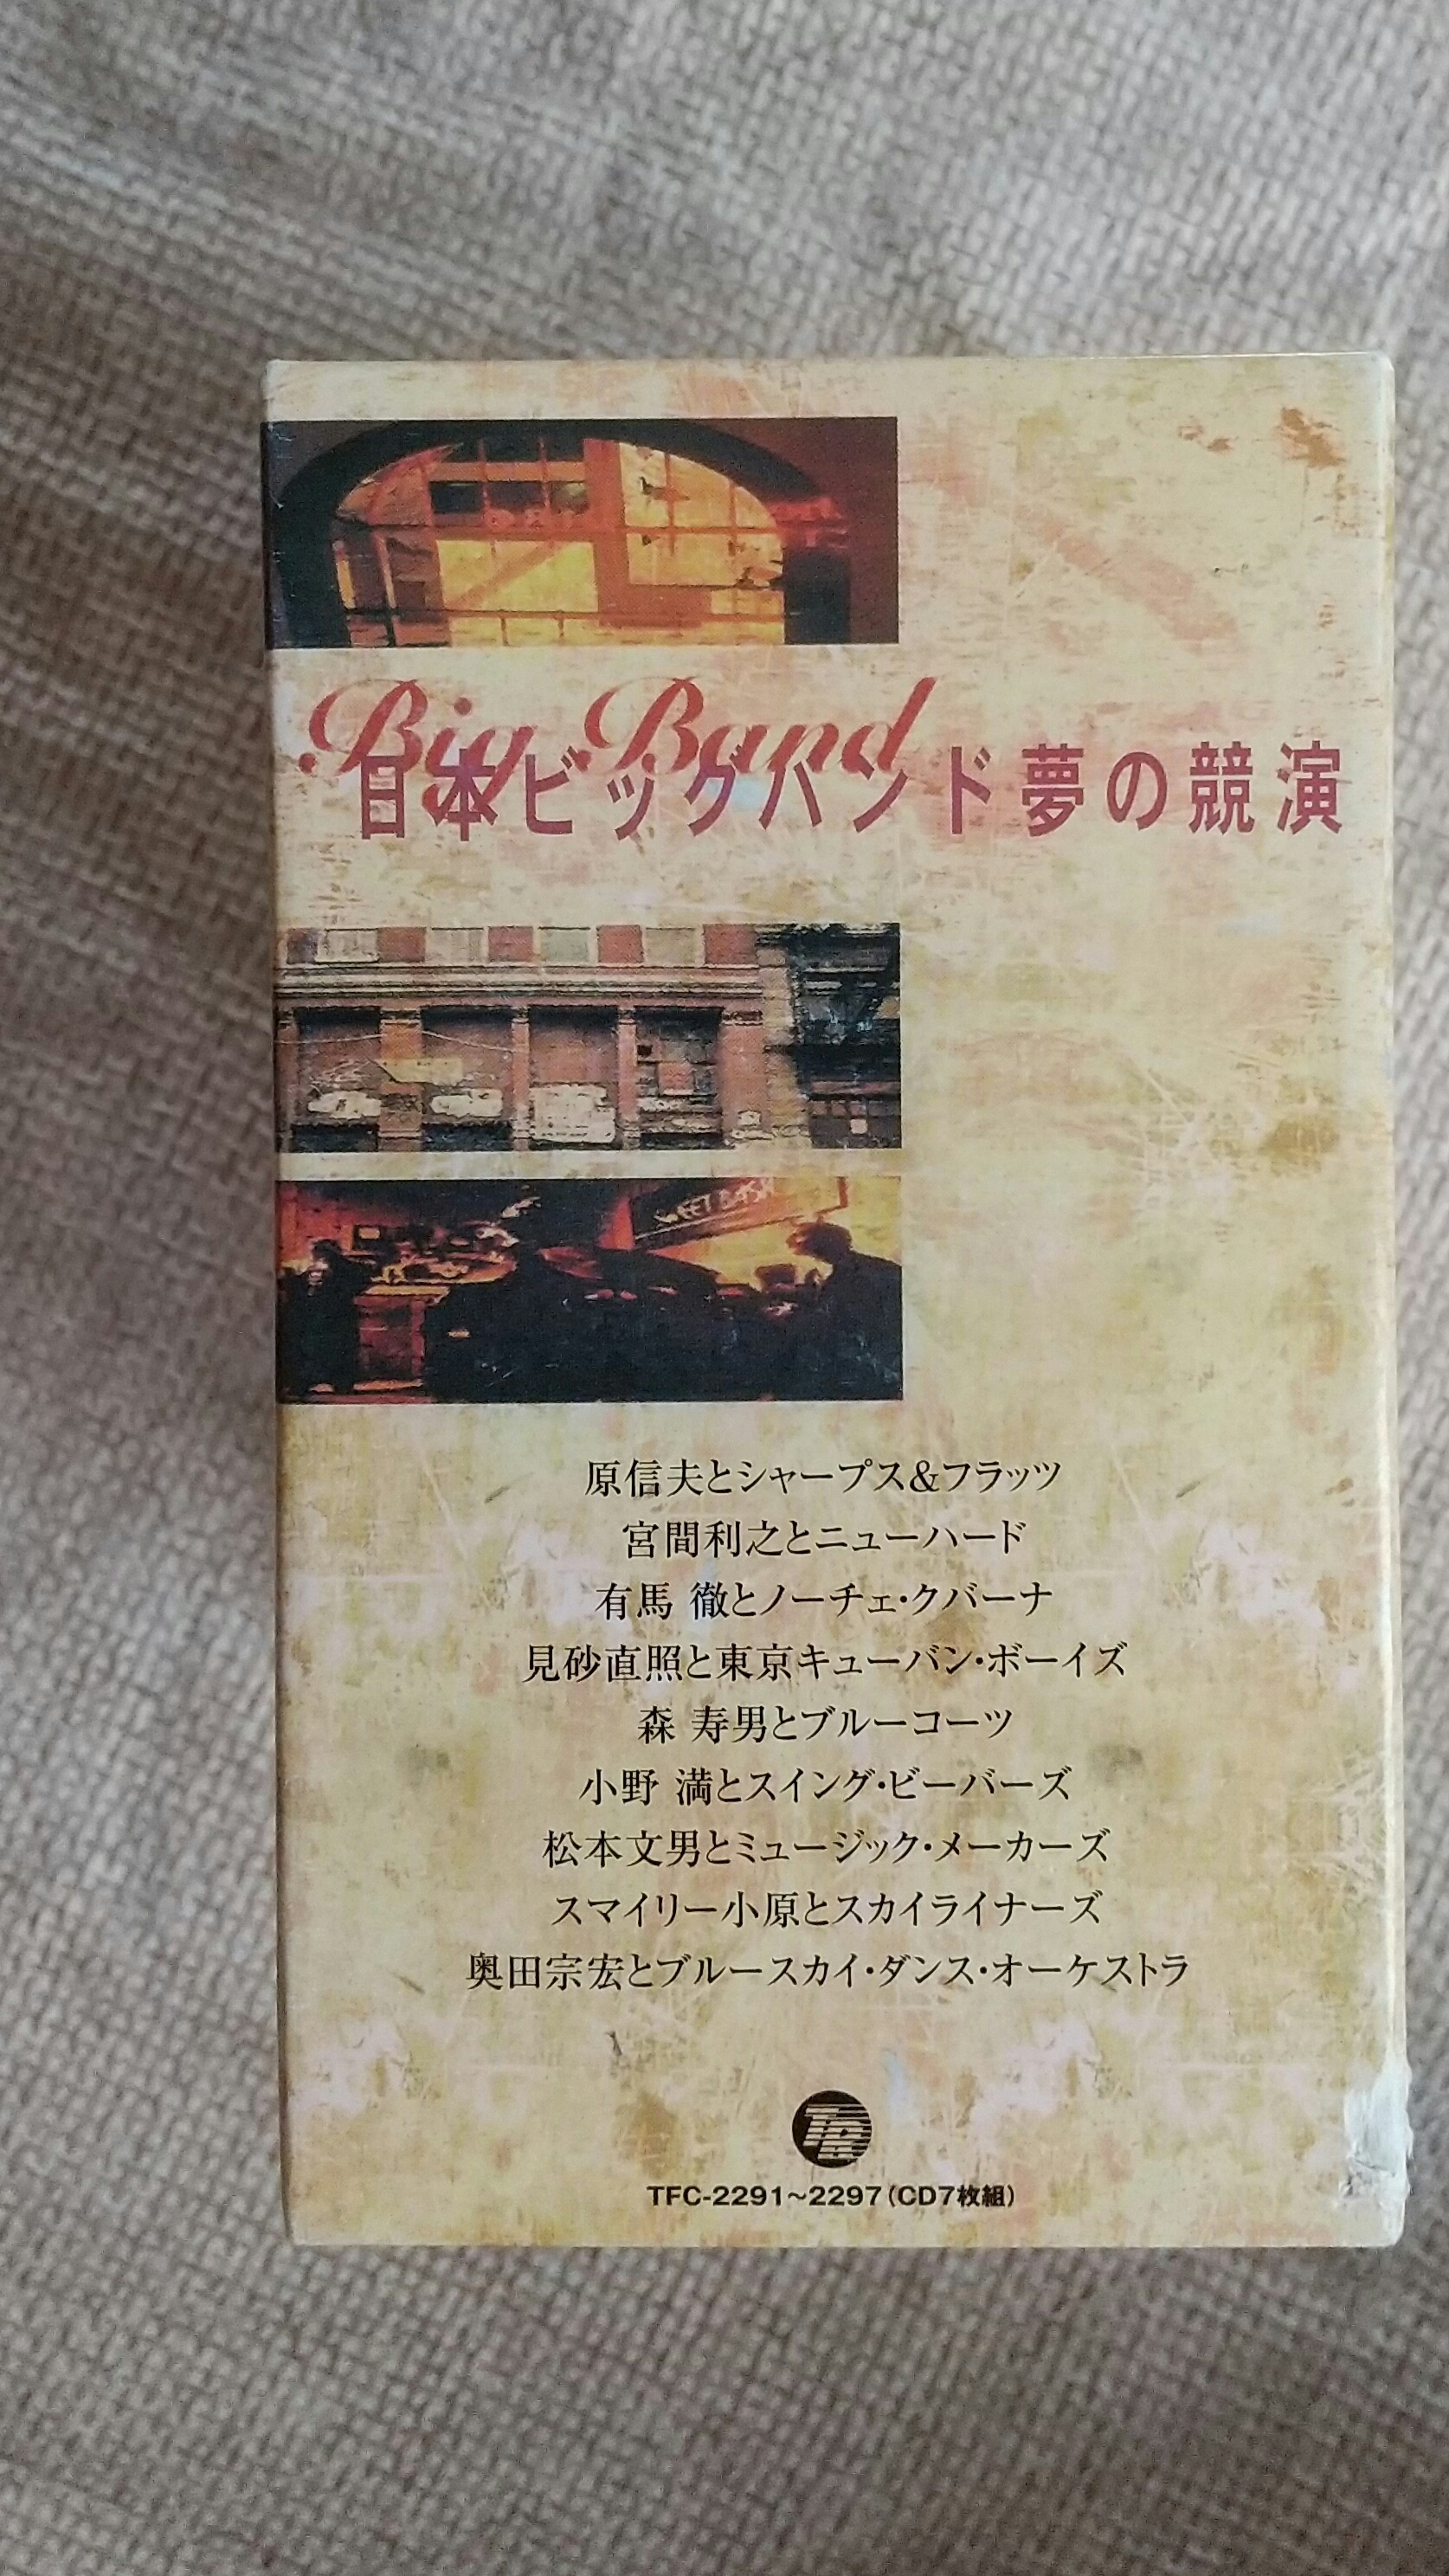 Big Band
日本ビッグバンド夢の競演
SWEET BASIL
原信夫とシャープス&フラッツ
宮間利之とニューハード
有馬 徹とノーチェ・クバーナ
見砂直照と東京キューバン・ボーイズ
森 寿男とブルーコーツ
小野 満とスイング・ビーバーズ
松本文男とミュージック・メーカーズ
スマイリー小原とスカイライナーズ
奥田宗宏とブルースカイ・ダンス・オーケストラ
TFC-2291~2297(CD7枚組)